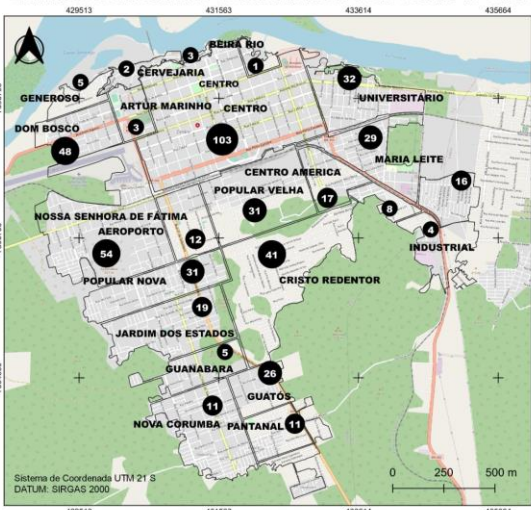 429513 431563 433614 435664
BEIRA RIO
3
2
CERVEJARIA
1
CENTRO
32
5
GENEROSO
UNIVERSITÁRIO
ARTUR MARINHO
CENTRO
DOM BOSCO
3
103
29
48
MARIA LEITE
CENTRO AMERICA
16
POPULAR VELHA
17
31
8
NOSSA SENHORA DE FÁTIMA
AEROPORTO
12
4
54
41
INDUSTRIAL
31
POPULAR NOVA
CRISTO REDENTOR
19
JARDIM DOS ESTADOS
5
GUANABARA
26
GUATÓS
11
NOVA CORUMBA
PANTANAL
11
Sistema de Coordenada UTM 21 S
DATUM: SIRGAS 2000
0 250 500 m